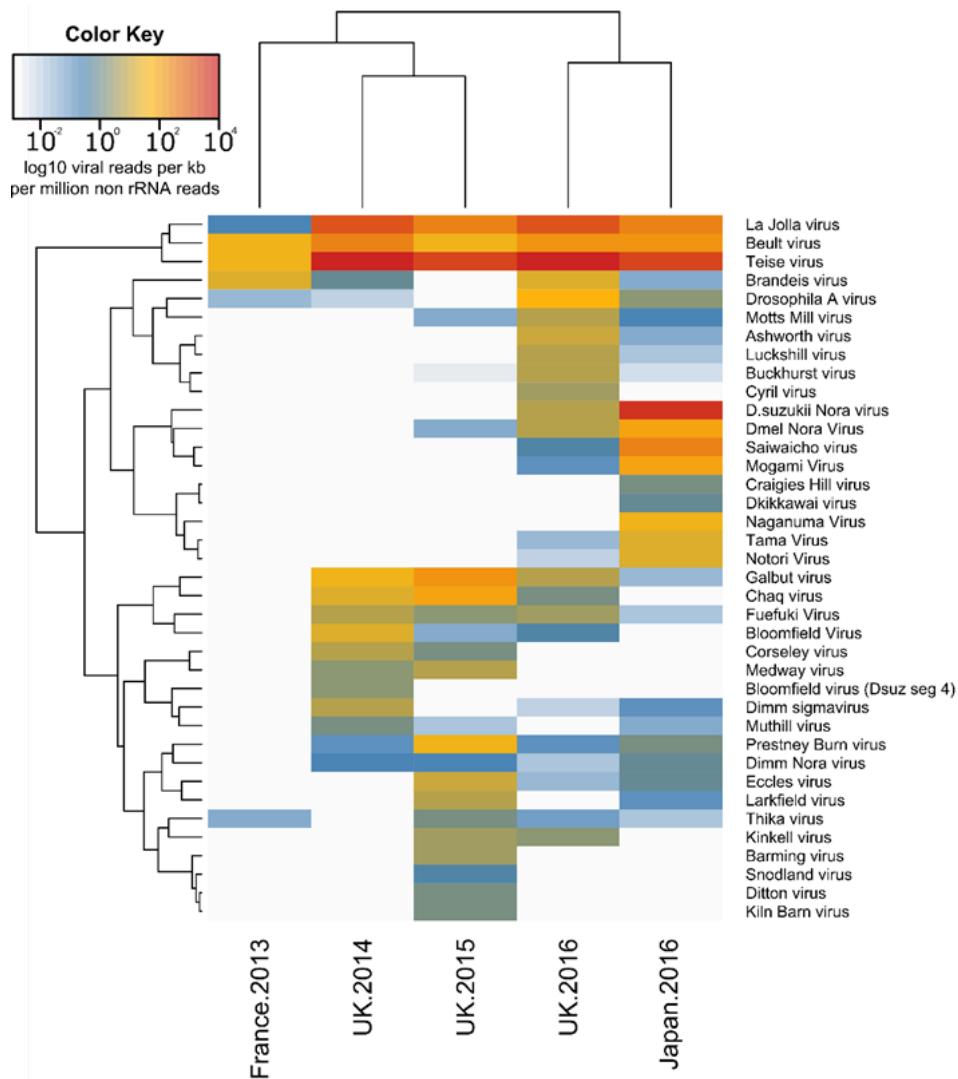 Color Key
10-2 100 102 104
log10 viral reads per kb
per million non rRNA reads
La Jolla virus
Beult virus
Teise virus
Brandeis virus
Drosophila A virus
Motts Mill virus
Ashworth virus
Luckshill virus
Buckhurst virus
Cyril virus
D.suzukii Nora virus
Dmel Nora Virus
Saiwaicho virus
Mogami Virus
Craigies Hill virus
Dkikkawai virus
Naganuma Virus
Tama Virus
Notori Virus
Galbut virus
Chaq virus
Fuefuki Virus
Bloomfield Virus
Corseley virus
Medway virus
Bloomfield virus (Dsuz seg 4)
Dimm sigmavirus
Muthill virus
Prestney Burn virus
Dimm Nora virus
Eccles virus
Larkfield virus
Thika virus
Kinkell virus
Barming virus
Snodland virus
Ditton virus
Kiln Barn virus
France.2013
UK.2014
UK.2015
UK.2016
Japan.2016